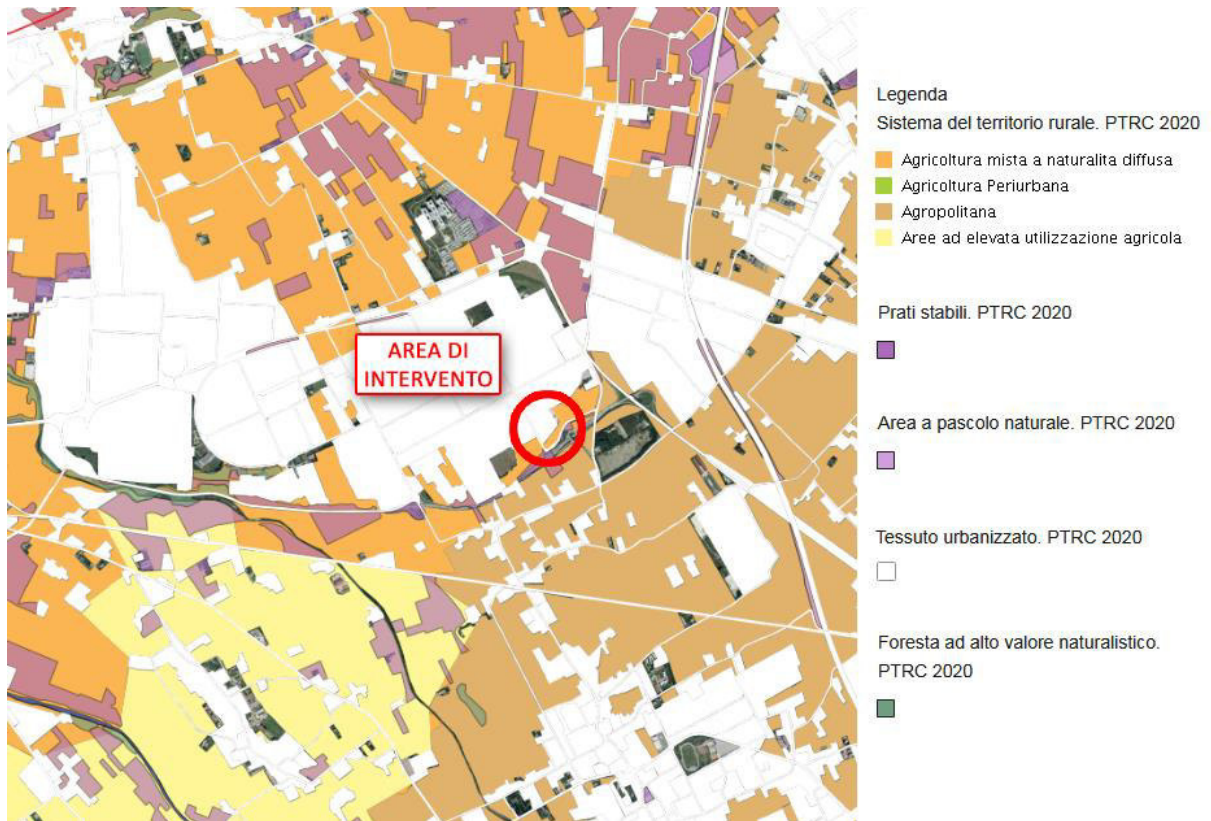 AREA DI
INTERVENTO
Legenda
Sistema del territorio rurale. PTRC 2020
Agricoltura mista a naturalita diffusa
Agricoltura Periurbana
Agropolitana
Aree ad elevata utilizzazione agricola
Prati stabili. PTRC 2020
Area a pascolo naturale. PTRC 2020
Tessuto urbanizzato. PTRC 2020
Foresta ad alto valore naturalistico.
PTRC 2020